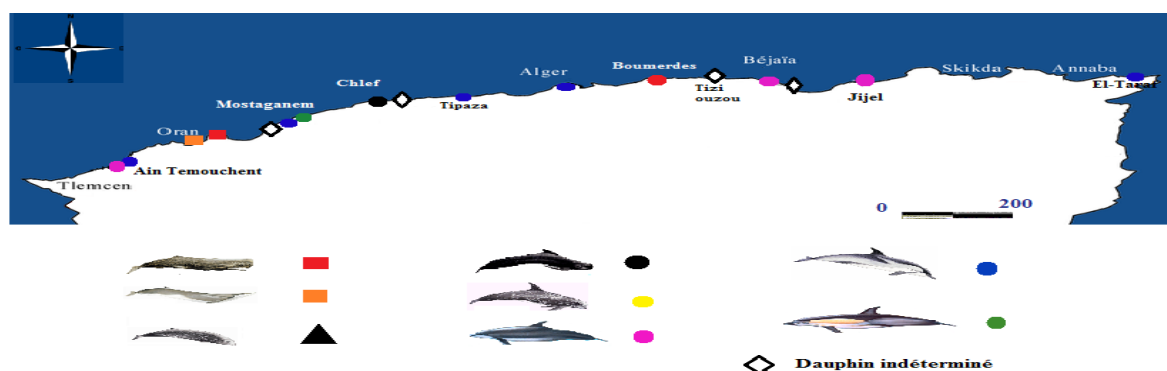 Alger
Boumerdes
Béjaïa
Skikda
Annaba
El-Taraf
Chlef
Tizi
ouzou
Jijel
Mostaganem
Tipaza
Oran
Ain Temouchent
Tlemcen
0
200
Dauphin indéterminé